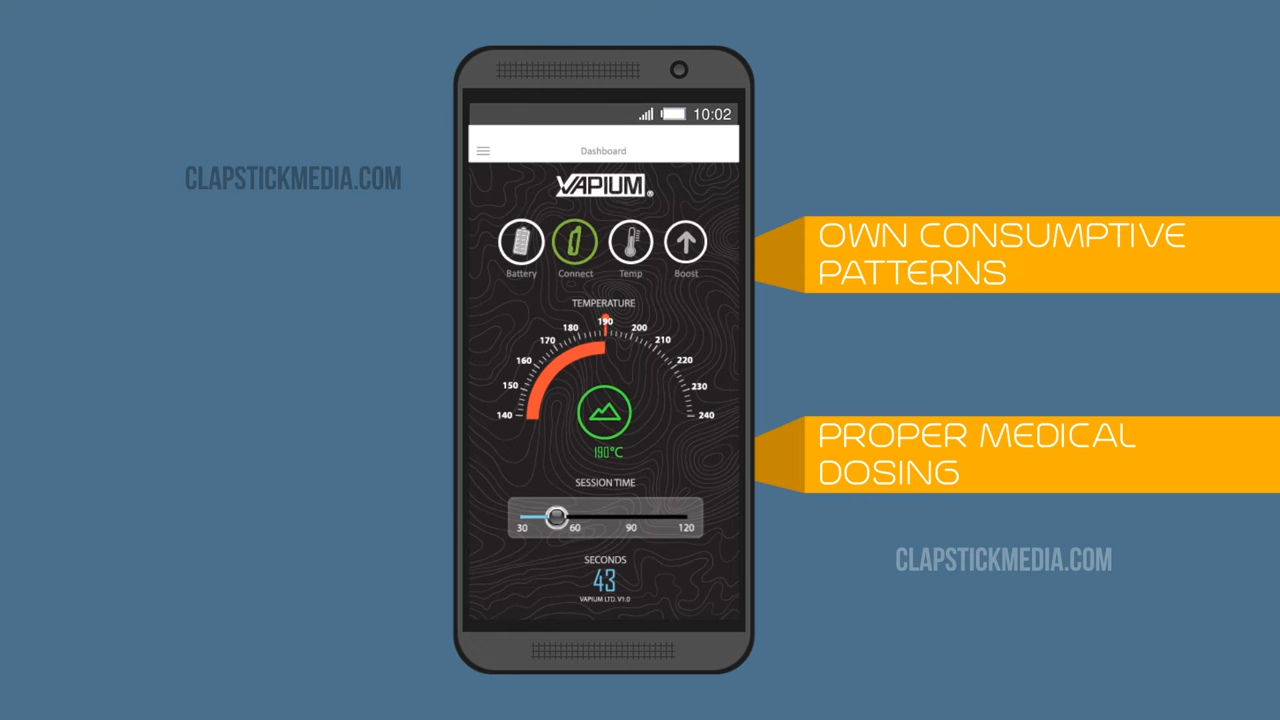 10:02
Dashboard
VAPIUM®
Battery Connect Temp Boost
TEMPERATURE
140 150 160 170 180 190 200 210 220 230 240
190°C
SESSION TIME
30 60 90 120
SECONDS
43
VAPIUM LTD. V1.0
OWN CONSUMPTIVE
PATTERNS
PROPER MEDICAL
DOSING
CLAPSTICKMEDIA.COM
CLAPSTICKMEDIA.COM